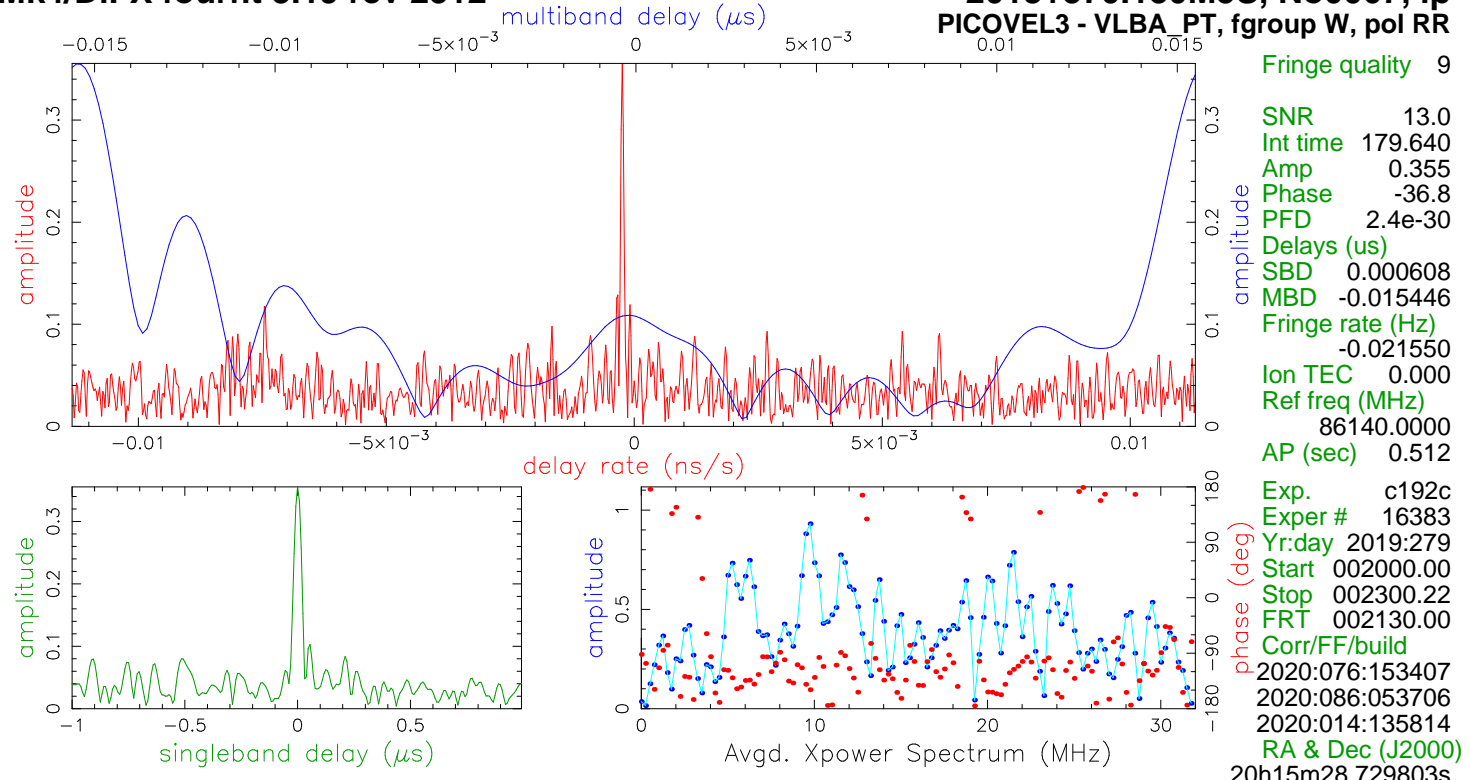 multiband delay (μs)
PICOVEL3 - VLBA_PT, fgroup W, pol RR
−0.015 −0.01 −5×10⁻³ 0 5×10⁻³ 0.01 0.015
amplitude
0 0.1 0.2 0.3
amplitude
0 0.1 0.2 0.3
−0.01 −5×10⁻³ 0 5×10⁻³ 0.01
delay rate (ns/s)
Fringe quality 9
SNR 13.0
Int time 179.640
Amp 0.355
Phase -36.8
PFD 2.4e-30
Delays (us)
SBD 0.000608
MBD -0.015446
Fringe rate (Hz)
-0.021550
Ion TEC 0.000
Ref freq (MHz)
86140.0000
AP (sec) 0.512
Exp. c192c
Exper # 16383
Yr:day 2019:279
Start 002000.00
Stop 002300.22
FRT 002130.00
Corr/FF/build
2020:076:153407
2020:086:053706
2020:014:135814
RA & Dec (J2000)
20h15m28.729803s
amplitude
0 0.1 0.2 0.3
−1 −0.5 0 0.5
singleband delay (μs)
amplitude
0 0.5 1
phase (deg)
−180 −90 0 90 180
0 10 20 30
Avgd. Xpower Spectrum (MHz)